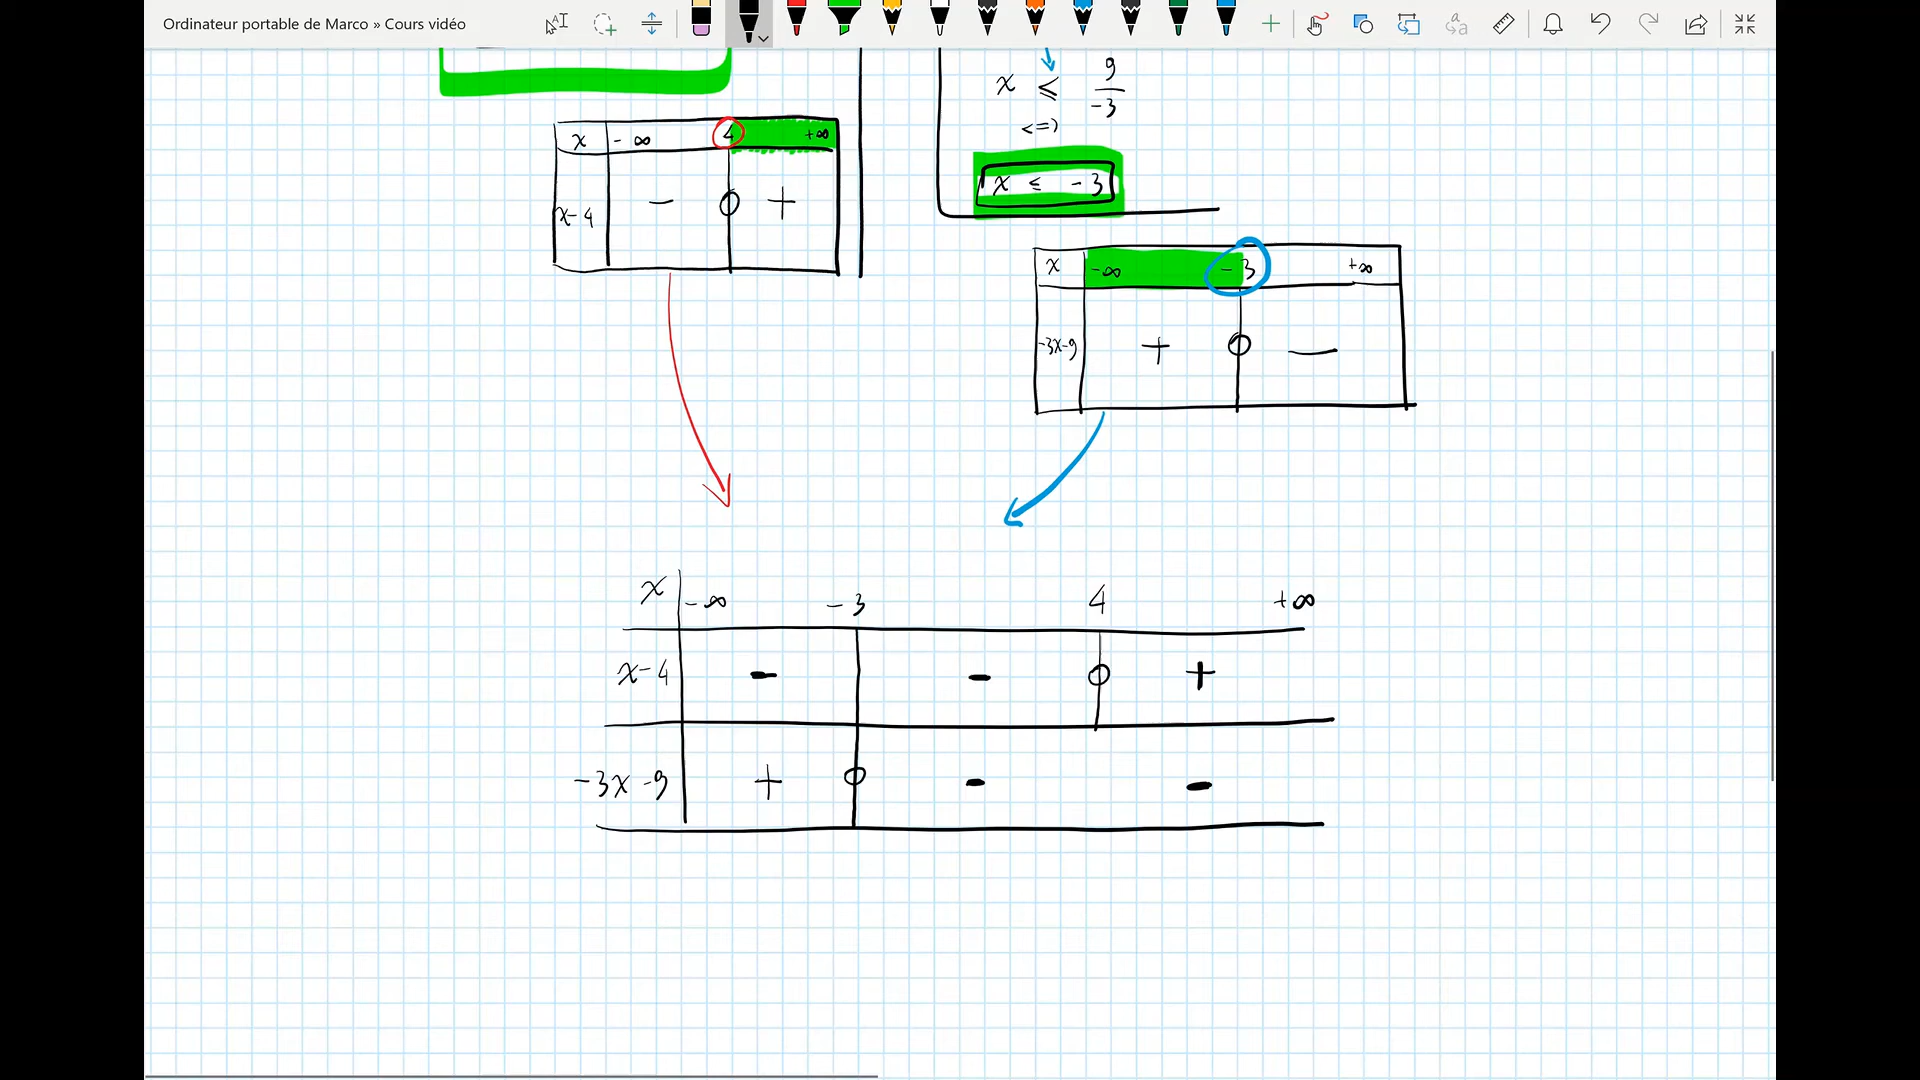 Ordinateur portable de Marco » Cours vidéo
x ≤ 9/-3
<=>
x ≤ -3
x -∞ 4 +∞
x-4 - 0 +
x -∞ -3 +∞
-3x-9 + 0 -
x -∞ -3 4 +∞
x-4 - - 0 +
-3x-9 + 0 - -